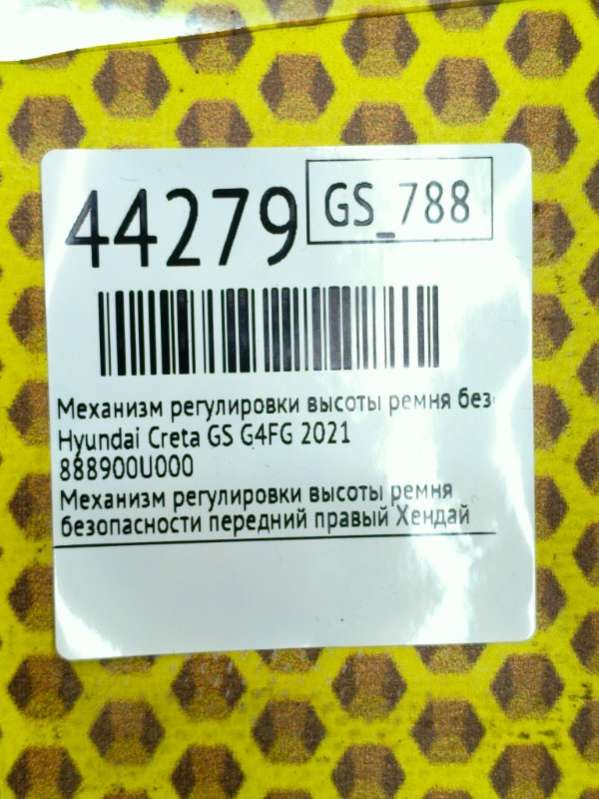 44279
GS_788
Механизм регулировки высоты ремня без
Hyundai Creta GS G4FG 2021
888900U000
Механизм регулировки высоты ремня
безопасности передний правый Хендай